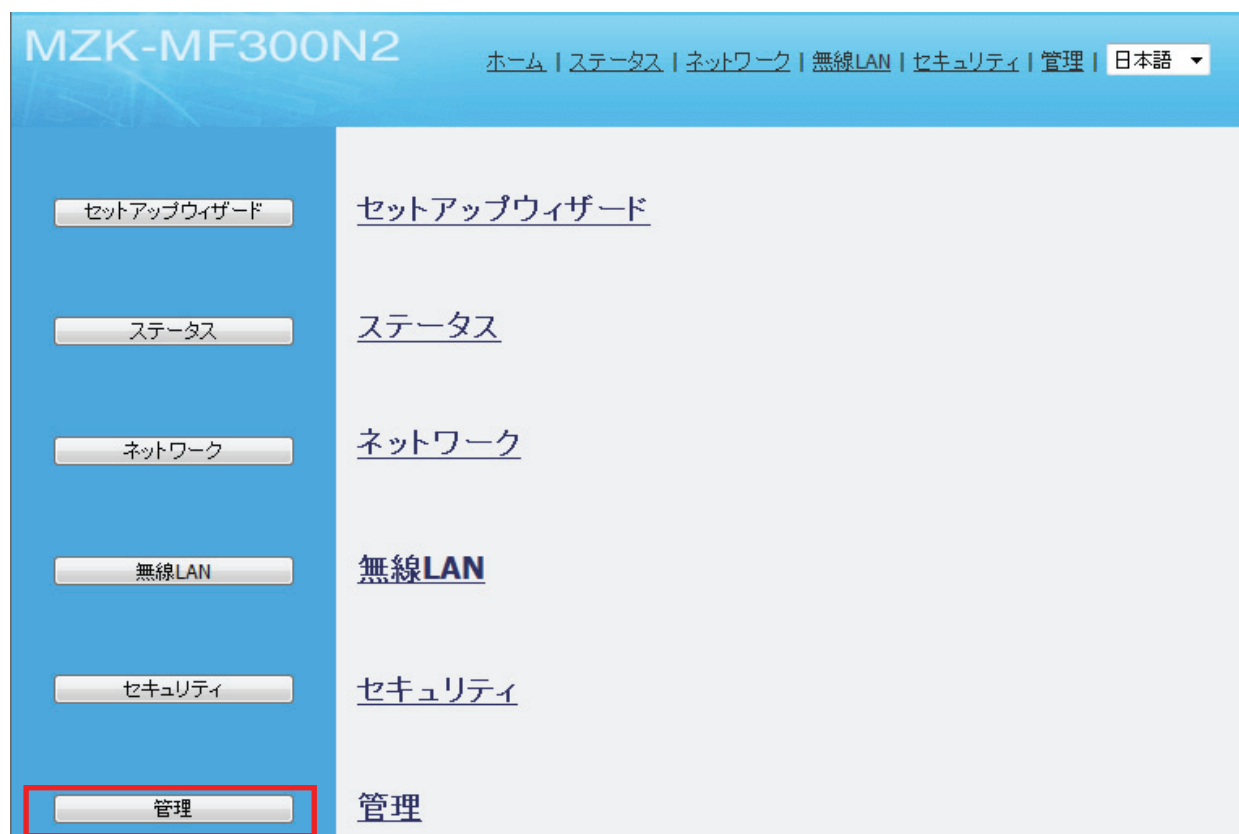 MZK-MF300N2
ホーム | ステータス | ネットワーク | 無線LAN | セキュリティ | 管理 | 日本語
セットアップウィザード セットアップウィザード
ステータス ステータス
ネットワーク ネットワーク
無線LAN 無線LAN
セキュリティ セキュリティ
管理 管理